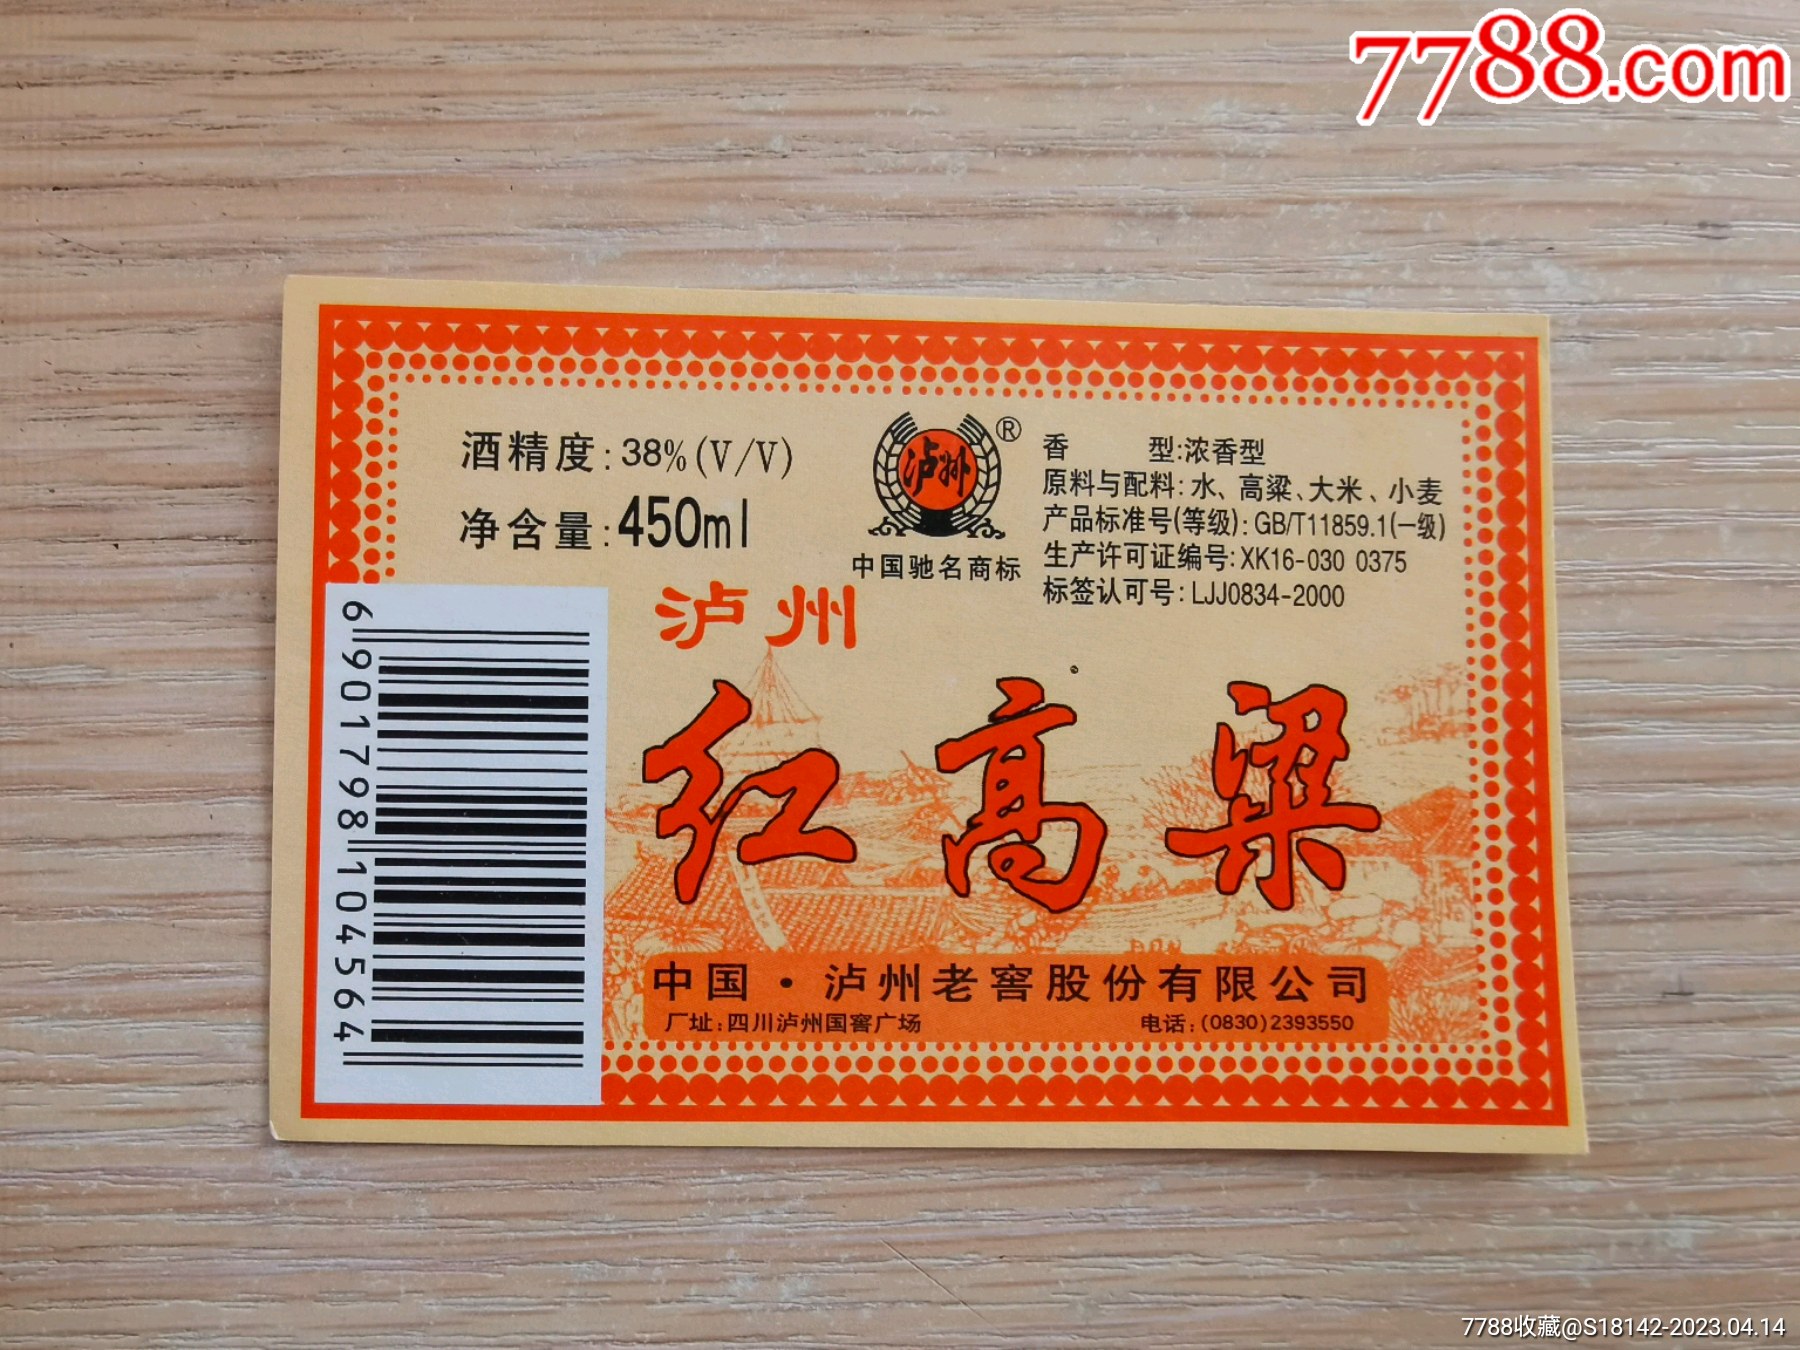 7788.com
酒精度:38%(V/V)
净含量:450ml
泸州
®
中国驰名商标
香 型:浓香型
原料与配料:水、高粱、大米、小麦
产品标准号(等级):GB/T11859.1(一级)
生产许可证编号:XK16-030 0375
标签认可号:LJJ0834-2000
泸州
红高粱
6901798104564
中国·泸州老窖股份有限公司
厂址:四川泸州国窖广场 电话:(0830)2393550
7788收藏@S18142-2023.04.14